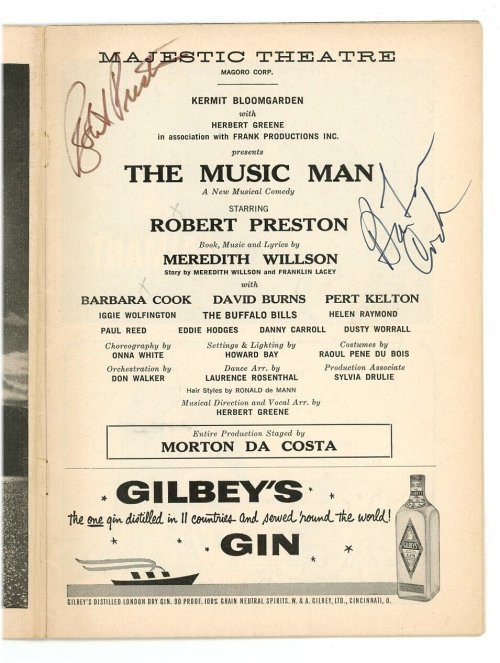 MAJESTIC THEATRE
MAGORO CORP.
Robert Preston
KERMIT BLOOMGARDEN
with
HERBERT GREENE
in association with FRANK PRODUCTIONS INC.
presents
THE MUSIC MAN
A New Musical Comedy
STARRING
ROBERT PRESTON
Barbara Cook
Book, Music and Lyrics by
MEREDITH WILLSON
Story by MEREDITH WILLSON and FRANKLIN LACEY
with
BARBARA COOK DAVID BURNS PERT KELTON
IGGIE WOLFINGTON THE BUFFALO BILLS HELEN RAYMOND
PAUL REED EDDIE HODGES DANNY CARROLL DUSTY WORRALL
Choreography by Settings & Lighting by Costumes by
ONNA WHITE HOWARD BAY RAOUL PENE DU BOIS
Orchestration by Dance Arr. by Production Associate
DON WALKER LAURENCE ROSENTHAL SYLVIA DRULIE
Hair Styles by RONALD de MANN
Musical Direction and Vocal Arr. by
HERBERT GREENE
Entire Production Staged by
MORTON DA COSTA
GILBEY'S
the one gin distilled in 11 countries and served 'round the world!
GIN
GILBEY'S
GIN
GILBEY'S DISTILLED LONDON DRY GIN. 90 PROOF. 100% GRAIN NEUTRAL SPIRITS. W. & A. GILBEY, LTD., CINCINNATI, O.